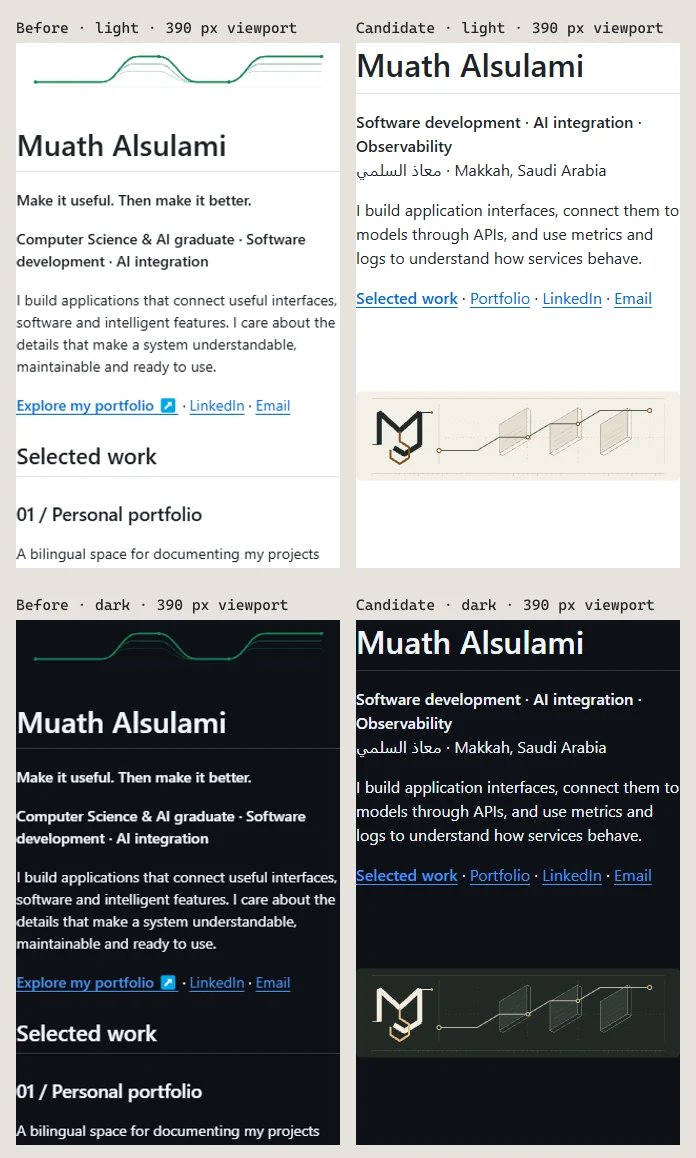 Before · light · 390 px viewport
Muath Alsulami
Make it useful. Then make it better.
Computer Science & AI graduate · Software
development · AI integration
I build applications that connect useful interfaces,
software and intelligent features. I care about the
details that make a system understandable,
maintainable and ready to use.
Explore my portfolio ↗ · LinkedIn · Email
Selected work
01 / Personal portfolio
A bilingual space for documenting my projects
Candidate · light · 390 px viewport
Muath Alsulami
Software development · AI integration ·
Observability
معاذ السلمي · Makkah, Saudi Arabia
I build application interfaces, connect them to
models through APIs, and use metrics and
logs to understand how services behave.
Selected work · Portfolio · LinkedIn · Email
Before · dark · 390 px viewport
Muath Alsulami
Make it useful. Then make it better.
Computer Science & AI graduate · Software
development · AI integration
I build applications that connect useful interfaces,
software and intelligent features. I care about the
details that make a system understandable,
maintainable and ready to use.
Explore my portfolio ↗ · LinkedIn · Email
Selected work
01 / Personal portfolio
A bilingual space for documenting my projects
Candidate · dark · 390 px viewport
Muath Alsulami
Software development · AI integration ·
Observability
معاذ السلمي · Makkah, Saudi Arabia
I build application interfaces, connect them to
models through APIs, and use metrics and
logs to understand how services behave.
Selected work · Portfolio · LinkedIn · Email